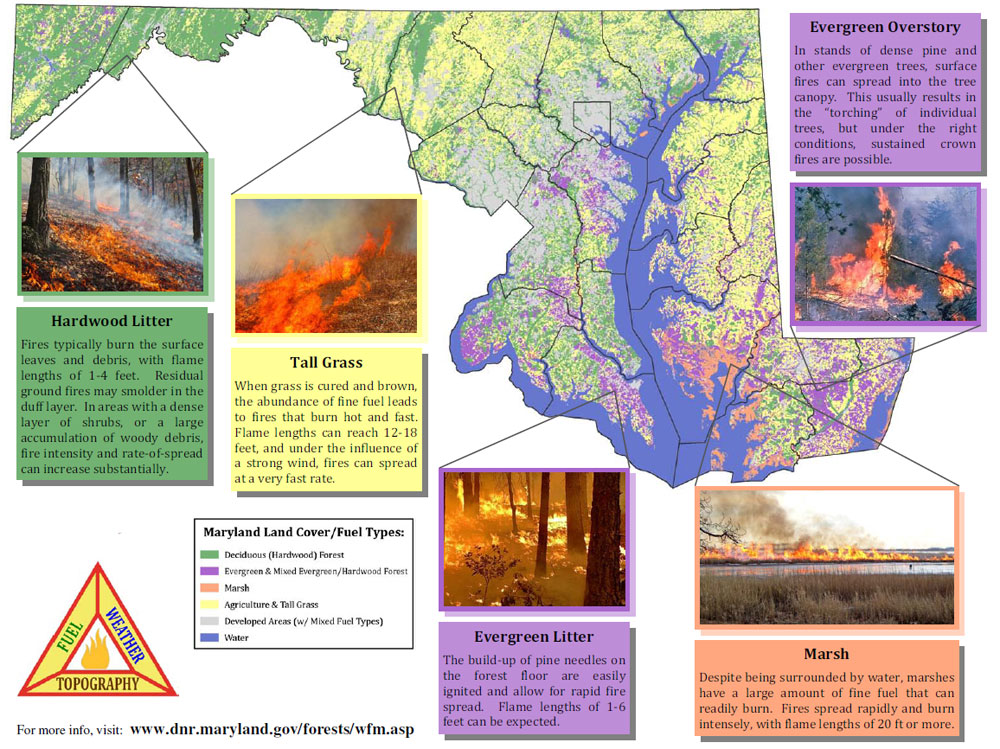 Evergreen Overstory
In stands of dense pine and
other evergreen trees, surface
fires can spread into the tree
canopy. This usually results in
the “torching” of individual
trees, but under the right
conditions, sustained crown
fires are possible.
Hardwood Litter
Fires typically burn the surface
leaves and debris, with flame
lengths of 1-4 feet. Residual
ground fires may smolder in the
duff layer. In areas with a dense
layer of shrubs, or a large
accumulation of woody debris,
fire intensity and rate-of-spread
can increase substantially.
Tall Grass
When grass is cured and brown,
the abundance of fine fuel leads
to fires that burn hot and fast.
Flame lengths can reach 12-18
feet, and under the influence of
a strong wind, fires can spread
at a very fast rate.
Maryland Land Cover/Fuel Types:
Deciduous (Hardwood) Forest
Evergreen & Mixed Evergreen/Hardwood Forest
Marsh
Agriculture & Tall Grass
Developed Areas (w/ Mixed Fuel Types)
Water
FUEL
WEATHER
TOPOGRAPHY
Evergreen Litter
The build-up of pine needles on
the forest floor are easily
ignited and allow for rapid fire
spread. Flame lengths of 1-6
feet can be expected.
Marsh
Despite being surrounded by water, marshes
have a large amount of fine fuel that can
readily burn. Fires spread rapidly and burn
intensely, with flame lengths of 20 ft or more.
For more info, visit: www.dnr.maryland.gov/forests/wfm.asp